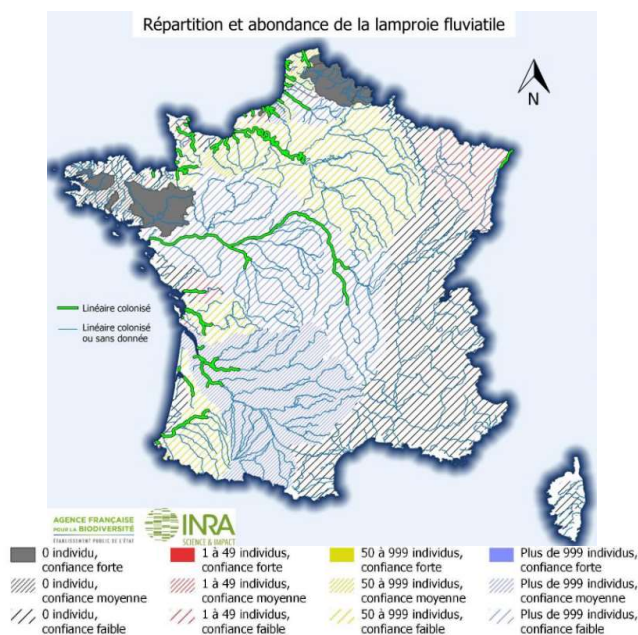 Répartition et abondance de la lamproie fluviatile
N
Linéaire colonisé
Linéaire colonisé
ou sans donnée
AGENCE FRANÇAISE
POUR LA BIODIVERSITÉ
ÉTABLISSEMENT PUBLIC DE L'ÉTAT
INRA
SCIENCE & IMPACT
0 individu,
confiance forte
1 à 49 individus,
confiance forte
50 à 999 individus,
confiance forte
Plus de 999 individus,
confiance forte
0 individu,
confiance moyenne
1 à 49 individus,
confiance moyenne
50 à 999 individus,
confiance moyenne
Plus de 999 individus,
confiance moyenne
0 individu,
confiance faible
1 à 49 individus,
confiance faible
50 à 999 individus,
confiance faible
Plus de 999 individus,
confiance faible